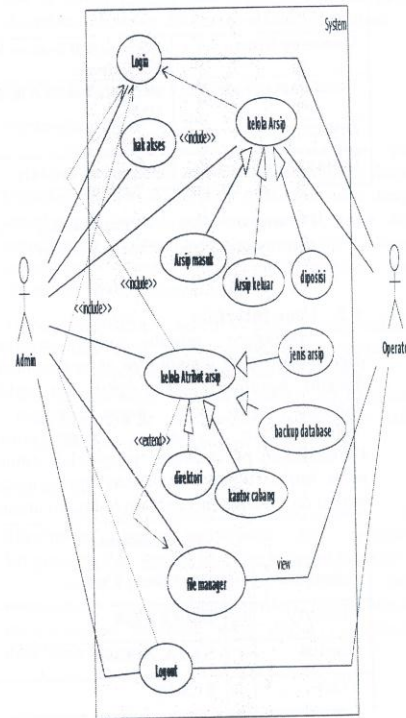 System
Login
hak akses
<<include>>
kelola Arsip
Arsip masuk
Arsip keluar
diposisi
<<include>>
<<include>>
Admin
Operator
jenis arsip
kelola Atribut arsip
backup database
<<extend>>
direktori
kantor cabang
file manager
view
Logout